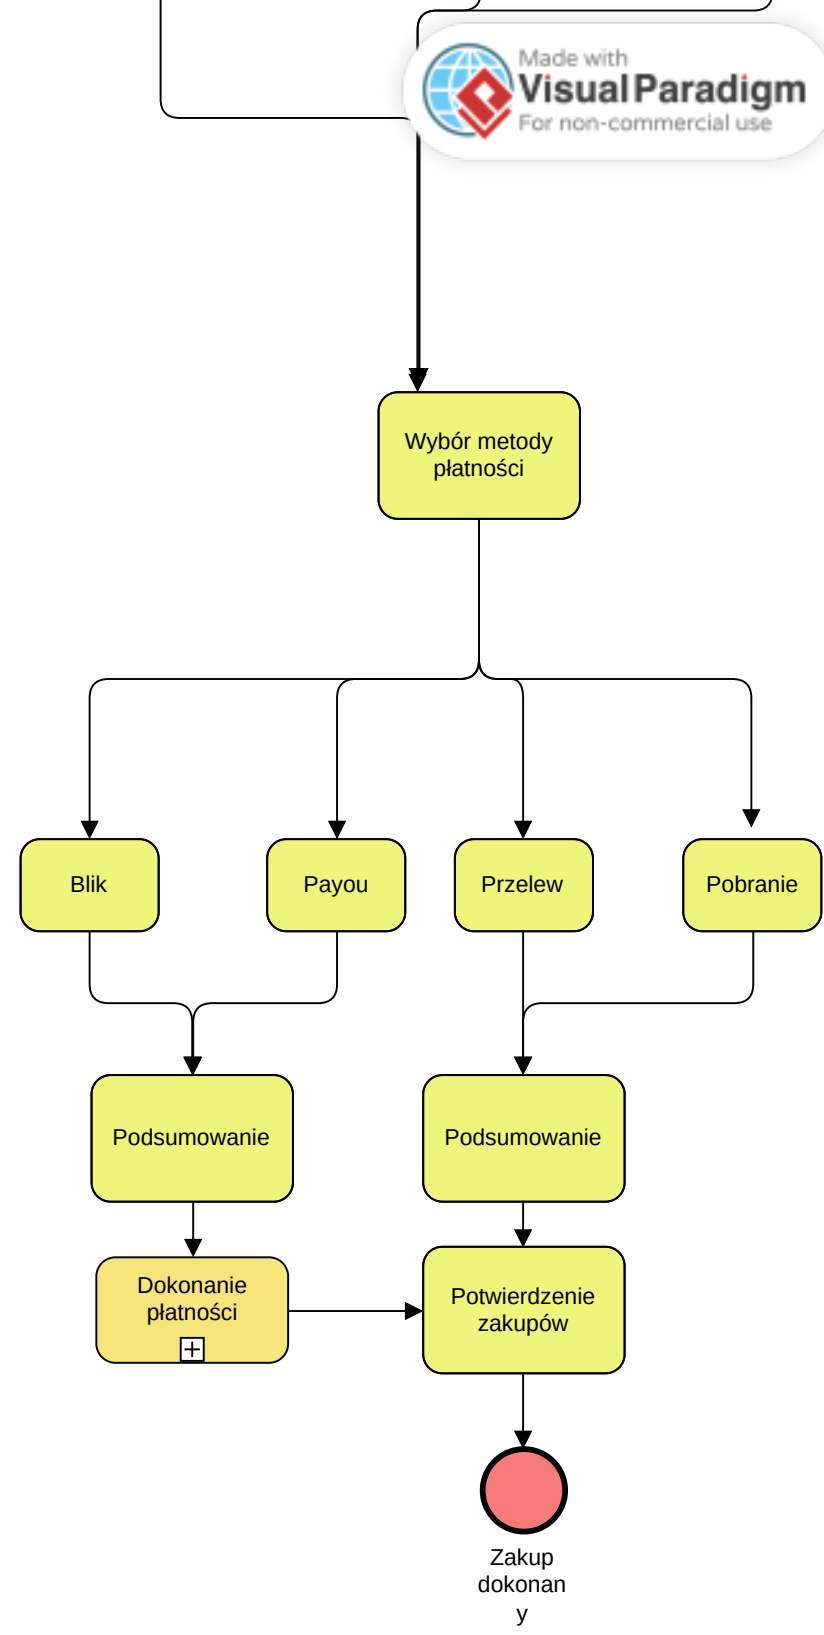 Made with
Visual Paradigm
For non-commercial use
Wybór metody
płatności
Blik
Payou
Przelew
Pobranie
Podsumowanie
Podsumowanie
Dokonanie
płatności
Potwierdzenie
zakupów
Zakup
dokonan
y